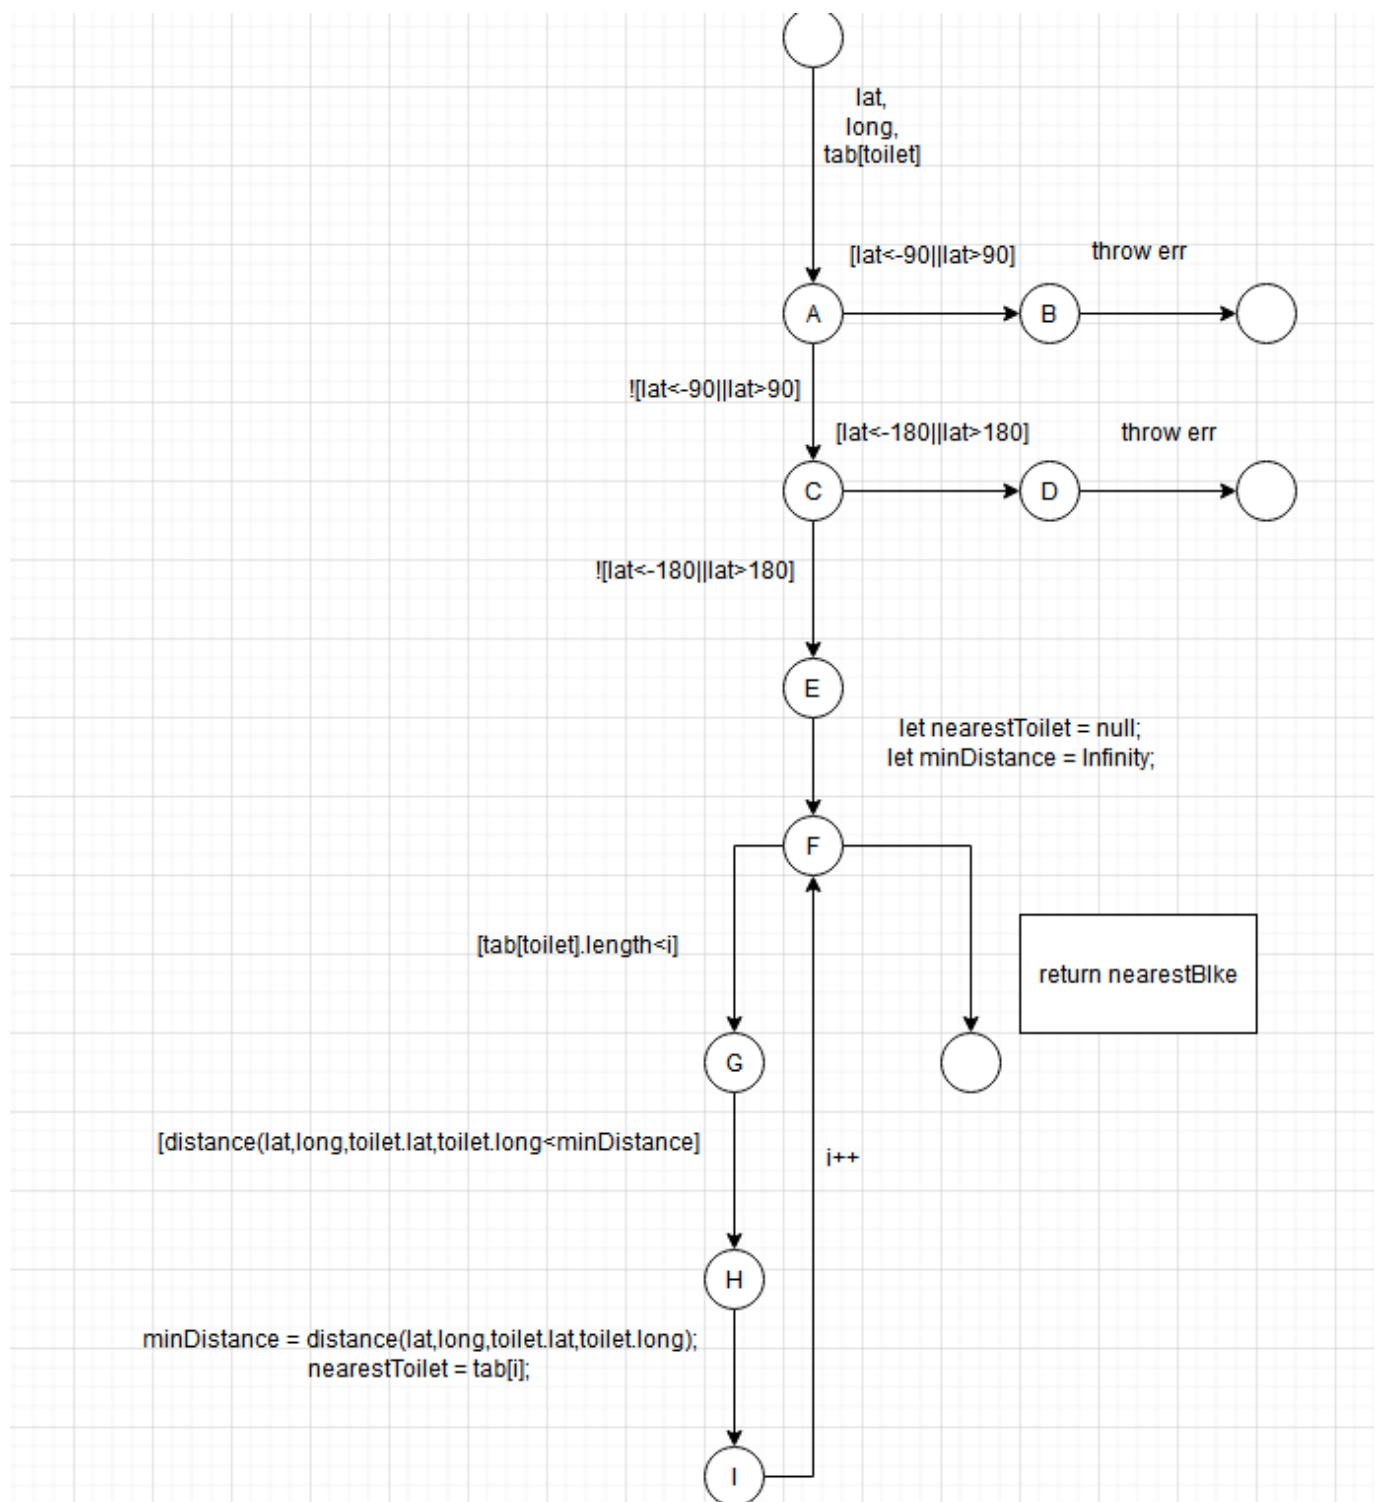 lat,
long,
tab[toilet]
[lat<-90||lat>90]
throw err
A
B
![lat<-90||lat>90]
[lat<-180||lat>180]
throw err
C
D
![lat<-180||lat>180]
E
let nearestToilet = null;
let minDistance = Infinity;
F
[tab[toilet].length<i]
return nearestBIke
G
[distance(lat,long,toilet.lat,toilet.long<minDistance]
i++
H
minDistance = distance(lat,long,toilet.lat,toilet.long);
nearestToilet = tab[i];
I